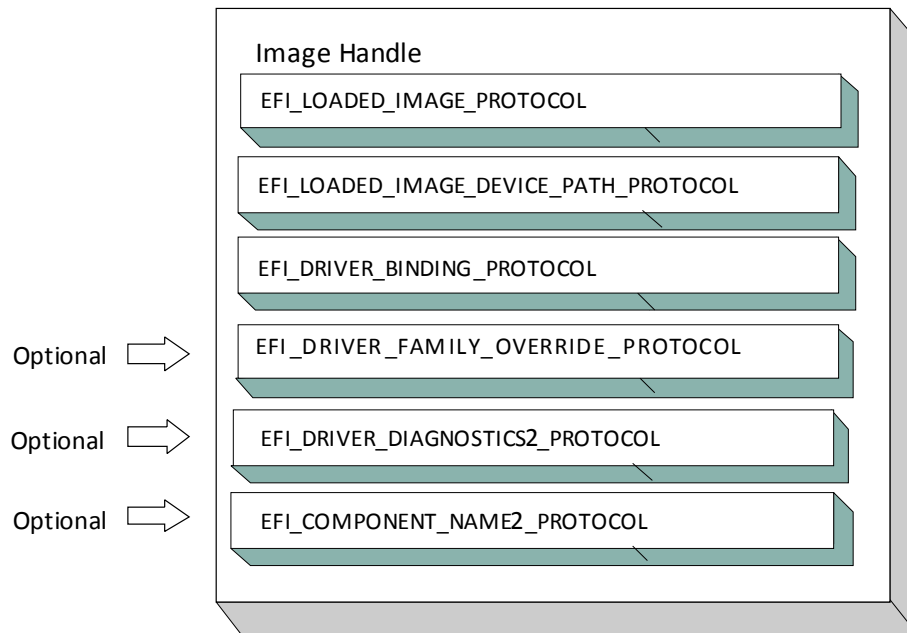 Image Handle
EFI_LOADED_IMAGE_PROTOCOL
EFI_LOADED_IMAGE_DEVICE_PATH_PROTOCOL
EFI_DRIVER_BINDING_PROTOCOL
Optional EFI_DRIVER_FAMILY_OVERRIDE_PROTOCOL
Optional EFI_DRIVER_DIAGNOSTICS2_PROTOCOL
Optional EFI_COMPONENT_NAME2_PROTOCOL